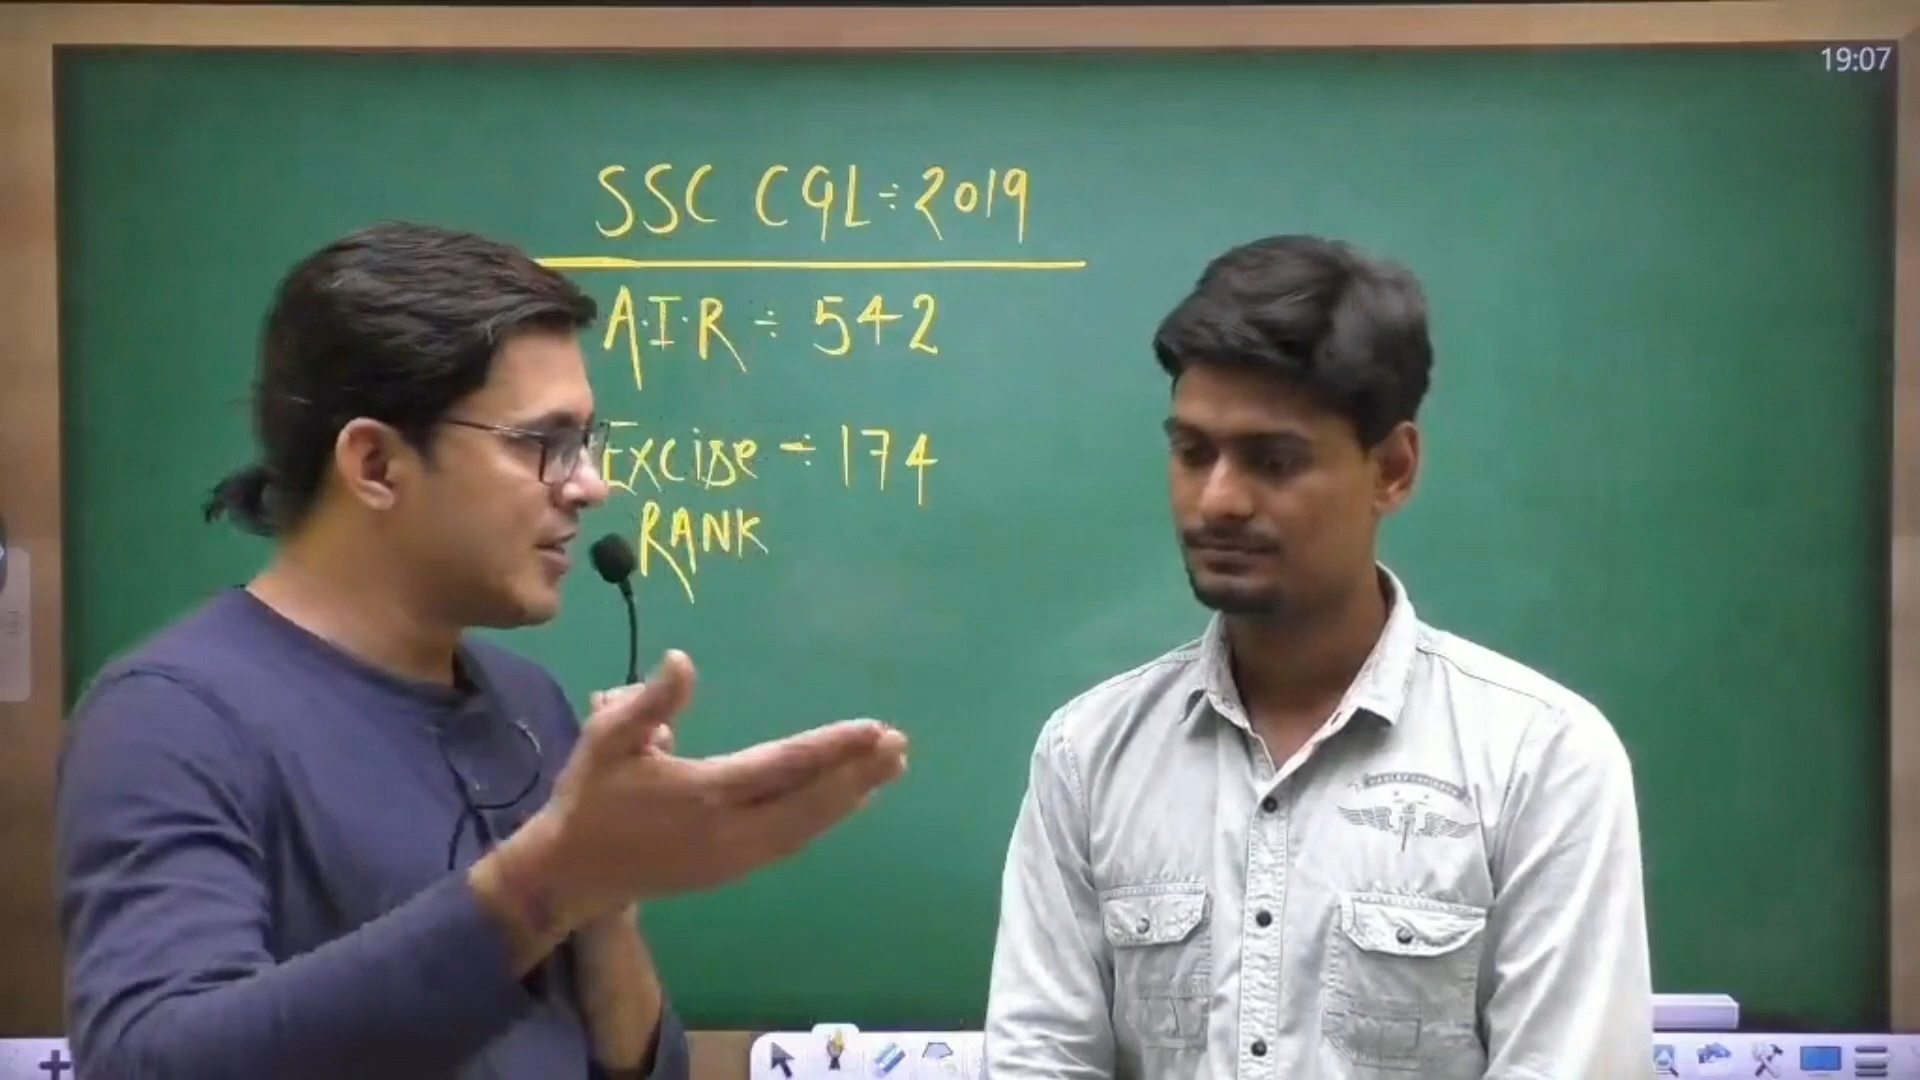 19:07
SSC CGL÷2019
A.I.R ÷ 542
Excise ÷ 174
RANK